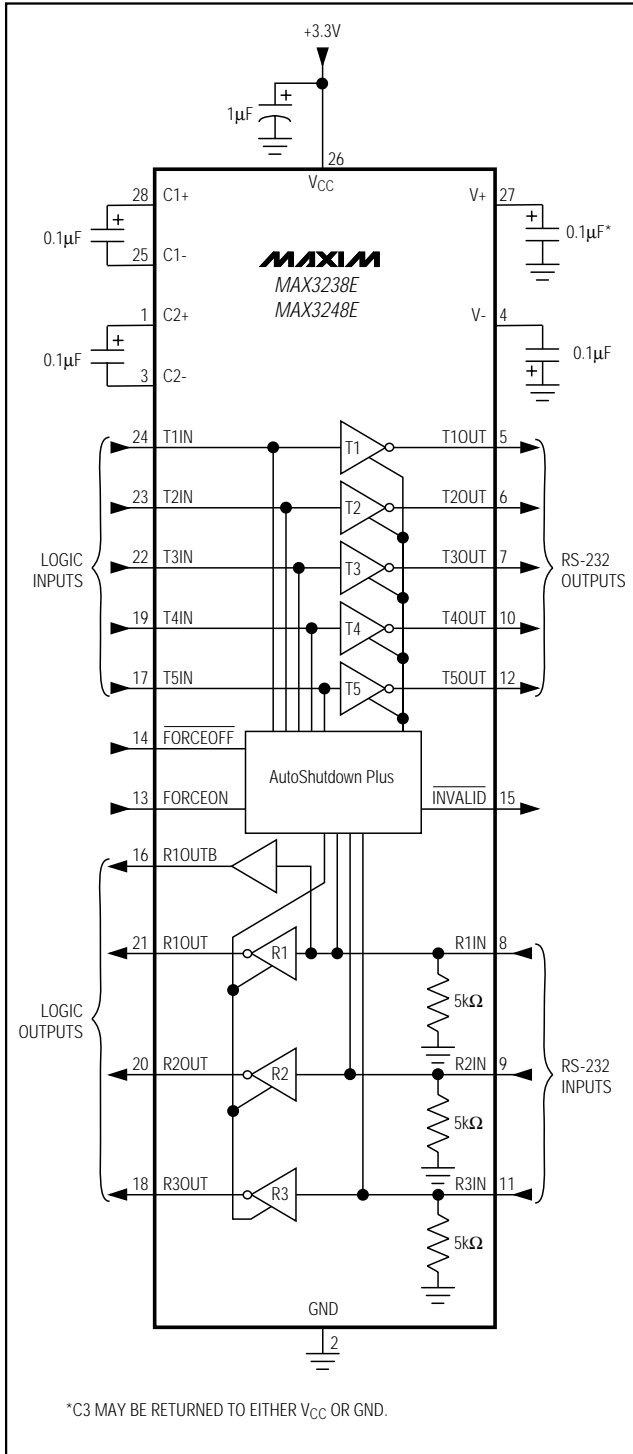 +3.3V
1µF
26
VCC
28 C1+
V+ 27
0.1µF
0.1µF*
25 C1-
MAXIM
MAX3238E
MAX3248E
1 C2+
V- 4
0.1µF
0.1µF
3 C2-
24 T1IN T1 T1OUT 5
23 T2IN T2 T2OUT 6
LOGIC
INPUTS
22 T3IN T3 T3OUT 7
RS-232
OUTPUTS
19 T4IN T4 T4OUT 10
17 T5IN T5 T5OUT 12
14 FORCEOFF
AutoShutdown Plus
13 FORCEON
INVALID 15
16 R1OUTB
21 R1OUT R1 R1IN 8
5kΩ
LOGIC
OUTPUTS
20 R2OUT R2 R2IN 9
RS-232
INPUTS
5kΩ
18 R3OUT R3 R3IN 11
5kΩ
GND
2
*C3 MAY BE RETURNED TO EITHER VCC OR GND.